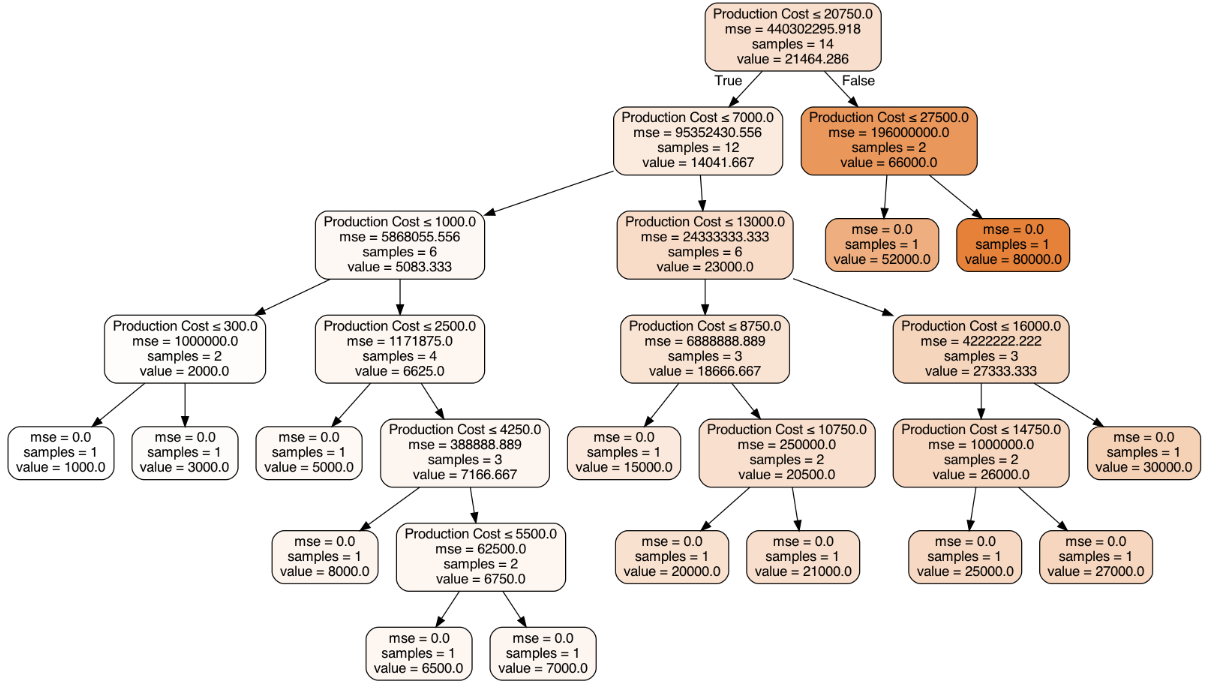 Production Cost ≤ 20750.0
mse = 440302295.918
samples = 14
value = 21464.286
True
False
Production Cost ≤ 7000.0
mse = 95352430.556
samples = 12
value = 14041.667
Production Cost ≤ 27500.0
mse = 196000000.0
samples = 2
value = 66000.0
Production Cost ≤ 1000.0
mse = 5868055.556
samples = 6
value = 5083.333
Production Cost ≤ 13000.0
mse = 24333333.333
samples = 6
value = 23000.0
mse = 0.0
samples = 1
value = 52000.0
mse = 0.0
samples = 1
value = 80000.0
Production Cost ≤ 300.0
mse = 1000000.0
samples = 2
value = 2000.0
Production Cost ≤ 2500.0
mse = 1171875.0
samples = 4
value = 6625.0
Production Cost ≤ 8750.0
mse = 6888888.889
samples = 3
value = 18666.667
Production Cost ≤ 16000.0
mse = 4222222.222
samples = 3
value = 27333.333
mse = 0.0
samples = 1
value = 1000.0
mse = 0.0
samples = 1
value = 3000.0
mse = 0.0
samples = 1
value = 5000.0
Production Cost ≤ 4250.0
mse = 388888.889
samples = 3
value = 7166.667
mse = 0.0
samples = 1
value = 15000.0
Production Cost ≤ 10750.0
mse = 250000.0
samples = 2
value = 20500.0
Production Cost ≤ 14750.0
mse = 1000000.0
samples = 2
value = 26000.0
mse = 0.0
samples = 1
value = 30000.0
mse = 0.0
samples = 1
value = 8000.0
Production Cost ≤ 5500.0
mse = 62500.0
samples = 2
value = 6750.0
mse = 0.0
samples = 1
value = 20000.0
mse = 0.0
samples = 1
value = 21000.0
mse = 0.0
samples = 1
value = 25000.0
mse = 0.0
samples = 1
value = 27000.0
mse = 0.0
samples = 1
value = 6500.0
mse = 0.0
samples = 1
value = 7000.0